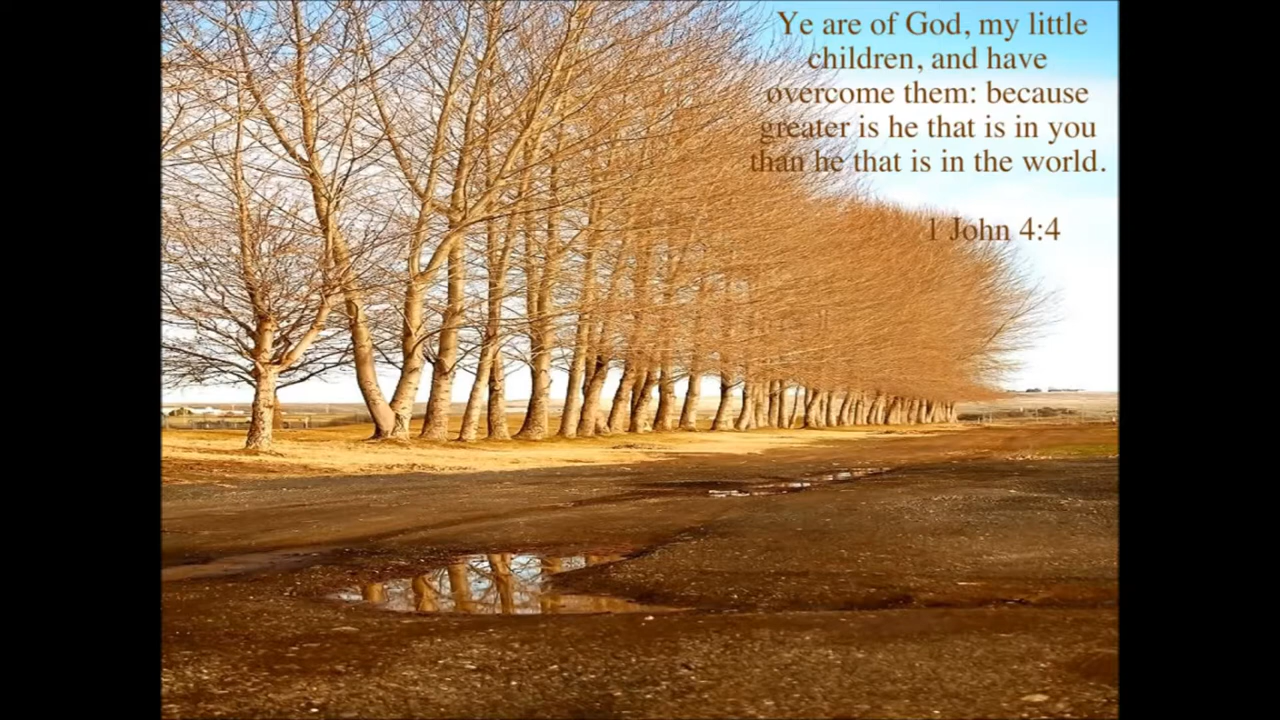 Ye are of God, my little
children, and have
overcome them: because
greater is he that is in you
than he that is in the world.
1 John 4:4